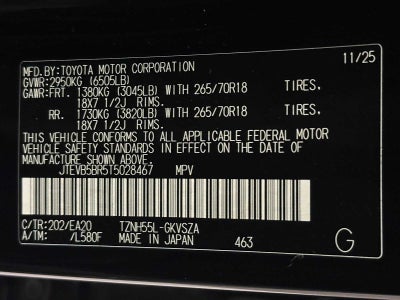 MFD.BY:TOYOTA MOTOR CORPORATION 11/25
GVWR:2950KG (6505LB)
GAWR:FRT. 1380KG (3045LB) WITH 265/70R18 TIRES,
18X7 1/2J RIMS.
RR. 1730KG (3820LB) WITH 265/70R18 TIRES,
18X7 1/2J RIMS.
THIS VEHICLE CONFORMS TO ALL APPLICABLE FEDERAL MOTOR
VEHICLE SAFETY STANDARDS IN EFFECT ON THE DATE OF
MANUFACTURE SHOWN ABOVE.
JTEVB5BR5T5028467 MPV
C/TR:202/EA20 TZNH55L-GKVSZA
A/TM: /L580F MADE IN JAPAN 463 G